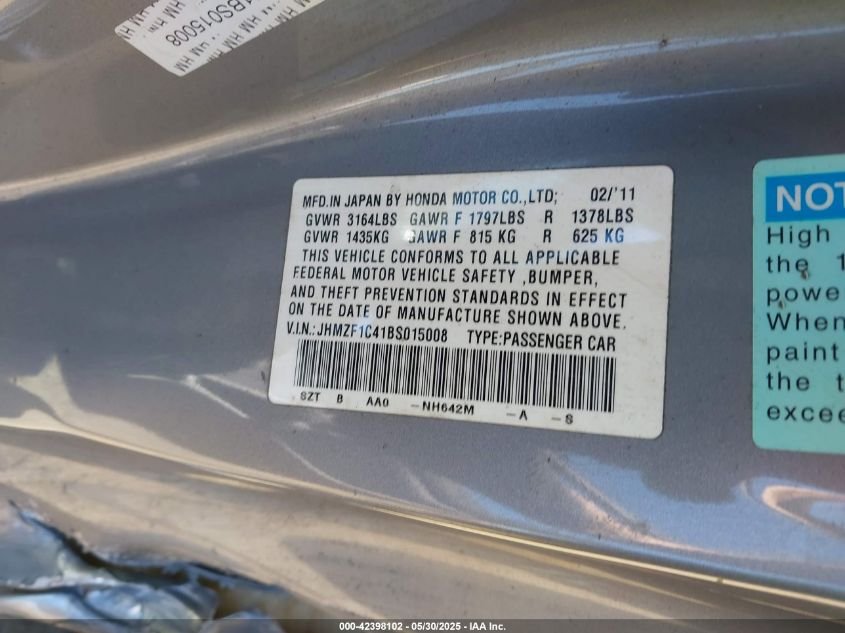 BS015008
MFD.IN JAPAN BY HONDA MOTOR CO.,LTD; 02/'11
GVWR 3164LBS GAWR F 1797LBS R 1378LBS
GVWR 1435KG GAWR F 815 KG R 625 KG
THIS VEHICLE CONFORMS TO ALL APPLICABLE
FEDERAL MOTOR VEHICLE SAFETY ,BUMPER,
AND THEFT PREVENTION STANDARDS IN EFFECT
ON THE DATE OF MANUFACTURE SHOWN ABOVE.
V.I.N.: JHMZF1C41BS015008 TYPE:PASSENGER CAR
SZT B AA0 -NH642M -A -S
NOT
High
the 1
powe
When
paint
the t
excee
000-42398102 - 05/30/2025 - IAA Inc.